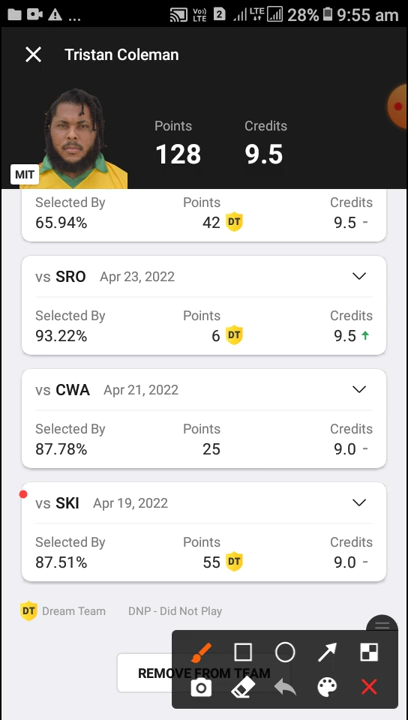 Vo))
LTE
2
LTE
28%
9:55 am
Tristan Coleman
Points
Credits
128
9.5
MIT
Selected By
Points
Credits
65.94%
42
DT
9.5 -
vs SRO
Apr 23, 2022
Selected By
Points
Credits
93.22%
6
DT
9.5
vs CWA
Apr 21, 2022
Selected By
Points
Credits
87.78%
25
9.0 -
vs SKI
Apr 19, 2022
Selected By
Points
Credits
87.51%
55
DT
9.0 -
DT
Dream Team
DNP - Did Not Play
REMOVE FROM TEAM